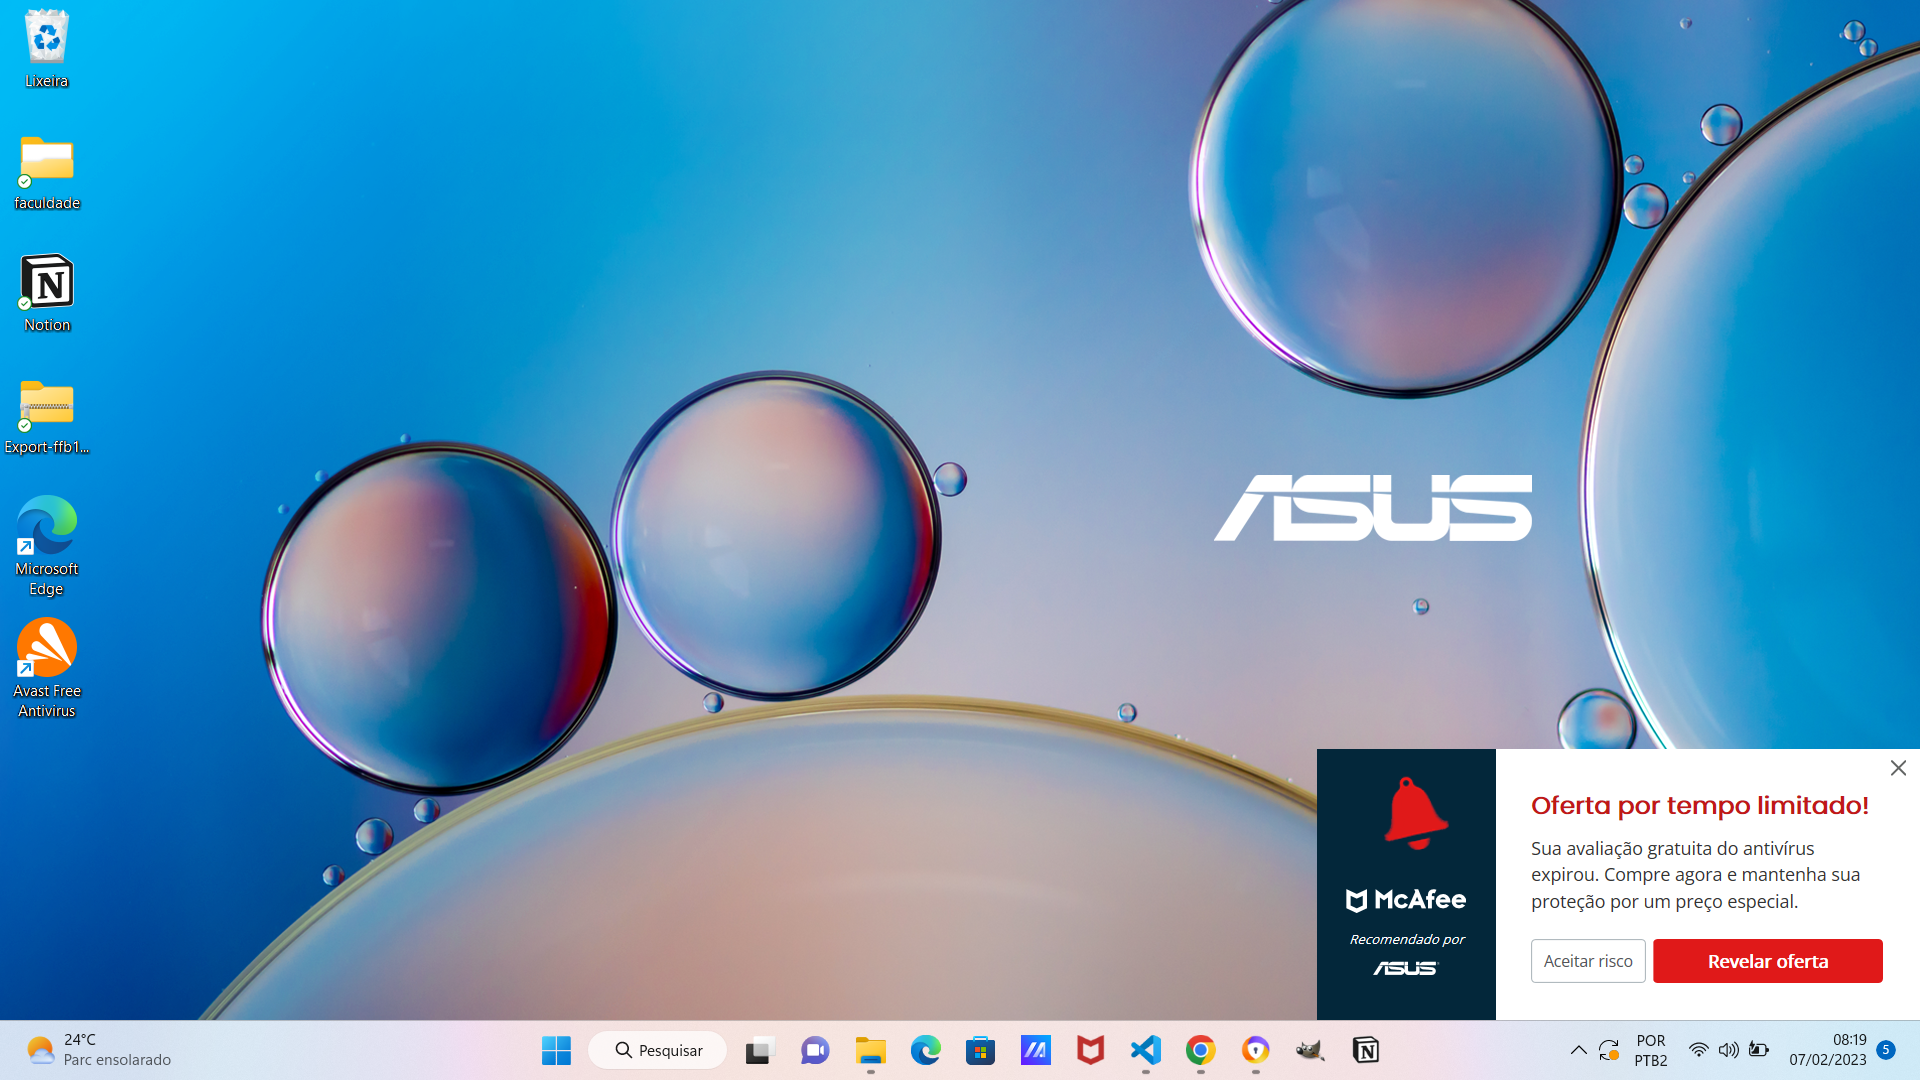 Lixeira
faculdade
Notion
Export-ffb1...
Microsoft
Edge
Avast Free
Antivirus
ASUS
McAfee
Recomendado por
ASUS
Oferta por tempo limitado!
Sua avaliação gratuita do antivírus
expirou. Compre agora e mantenha sua
proteção por um preço especial.
Aceitar risco
Revelar oferta
24°C
Parc ensolarado
Pesquisar
POR
PTB2
08:19
07/02/2023
5